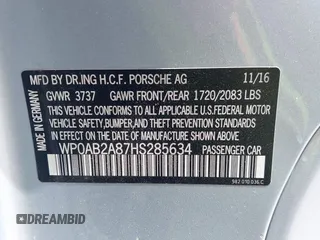 MFD BY DR.ING H.C.F. PORSCHE AG 11/16
GVWR 3737 GAWR FRONT/REAR 1720/2083 LBS
THIS VEHICLE CONFORMS TO ALL APPLICABLE
U.S.FEDERAL MOTOR
VEHICLE SAFETY, BUMPER,AND THEFT PREVENTION
STANDARDS IN EFFECT ON THE
DATE OF MANUFACTURE SHOWN ABOVE
WP0AB2A87HS285634 PASSENGER CAR
MADE IN GERMANY
DREAMBID